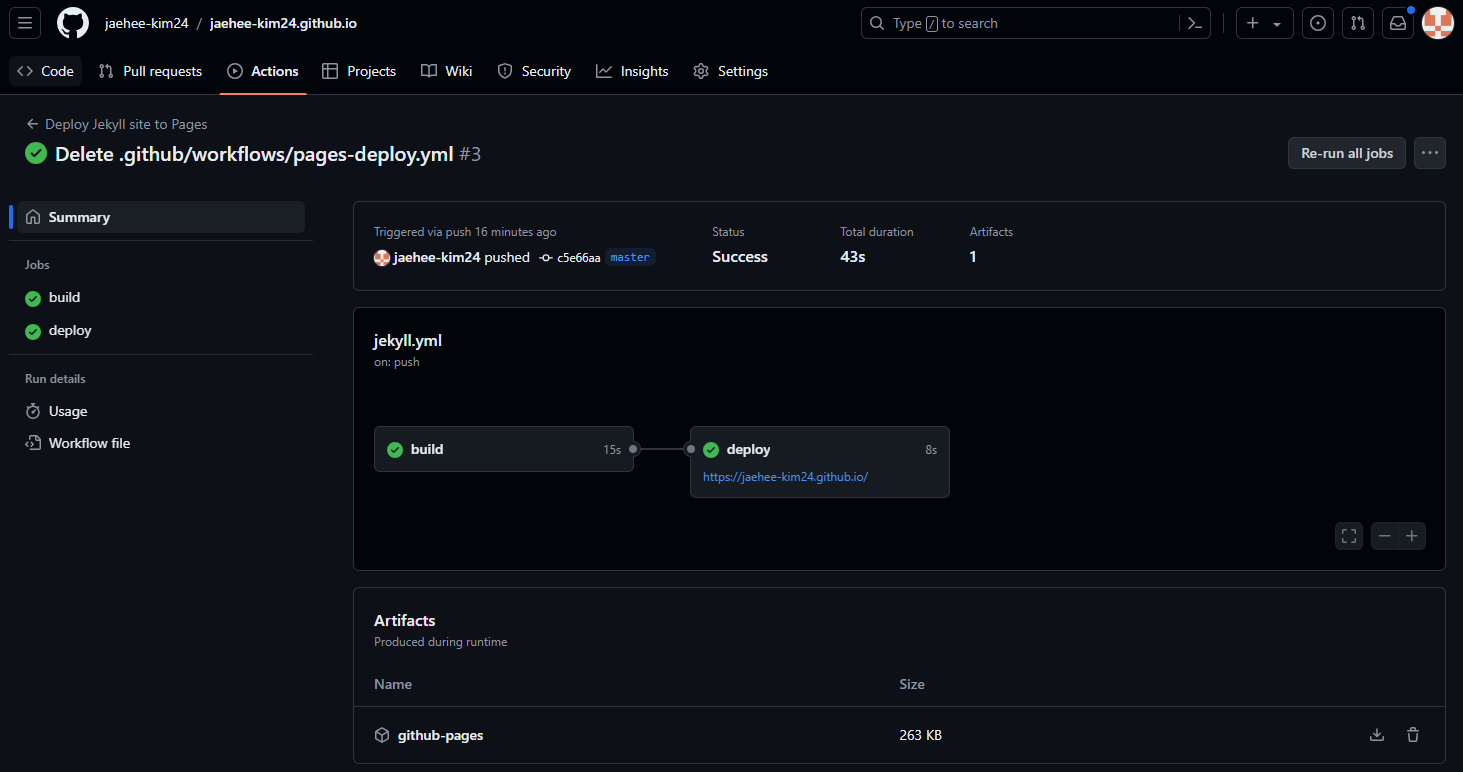 jaehee-kim24 / jaehee-kim24.github.io Type / to search
Code Pull requests Actions Projects Wiki Security Insights Settings
Deploy Jekyll site to Pages
Delete .github/workflows/pages-deploy.yml #3 Re-run all jobs
Summary
Jobs
build
deploy
Run details
Usage
Workflow file
Triggered via push 16 minutes ago Status Total duration Artifacts
jaehee-kim24 pushed c5e66aa master Success 43s 1
jekyll.yml
on: push
build 15s deploy 8s
https://jaehee-kim24.github.io/
Artifacts
Produced during runtime
Name Size
github-pages 263 KB